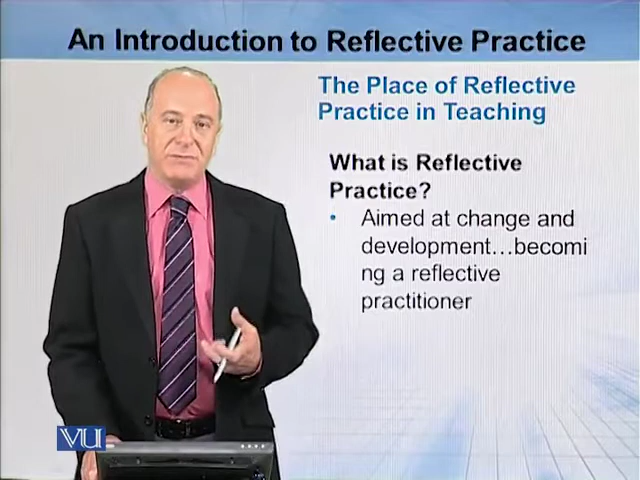 An Introduction to Reflective Practice
The Place of Reflective
Practice in Teaching
What is Reflective
Practice?
• Aimed at change and
development…becomi
ng a reflective
practitioner
VU